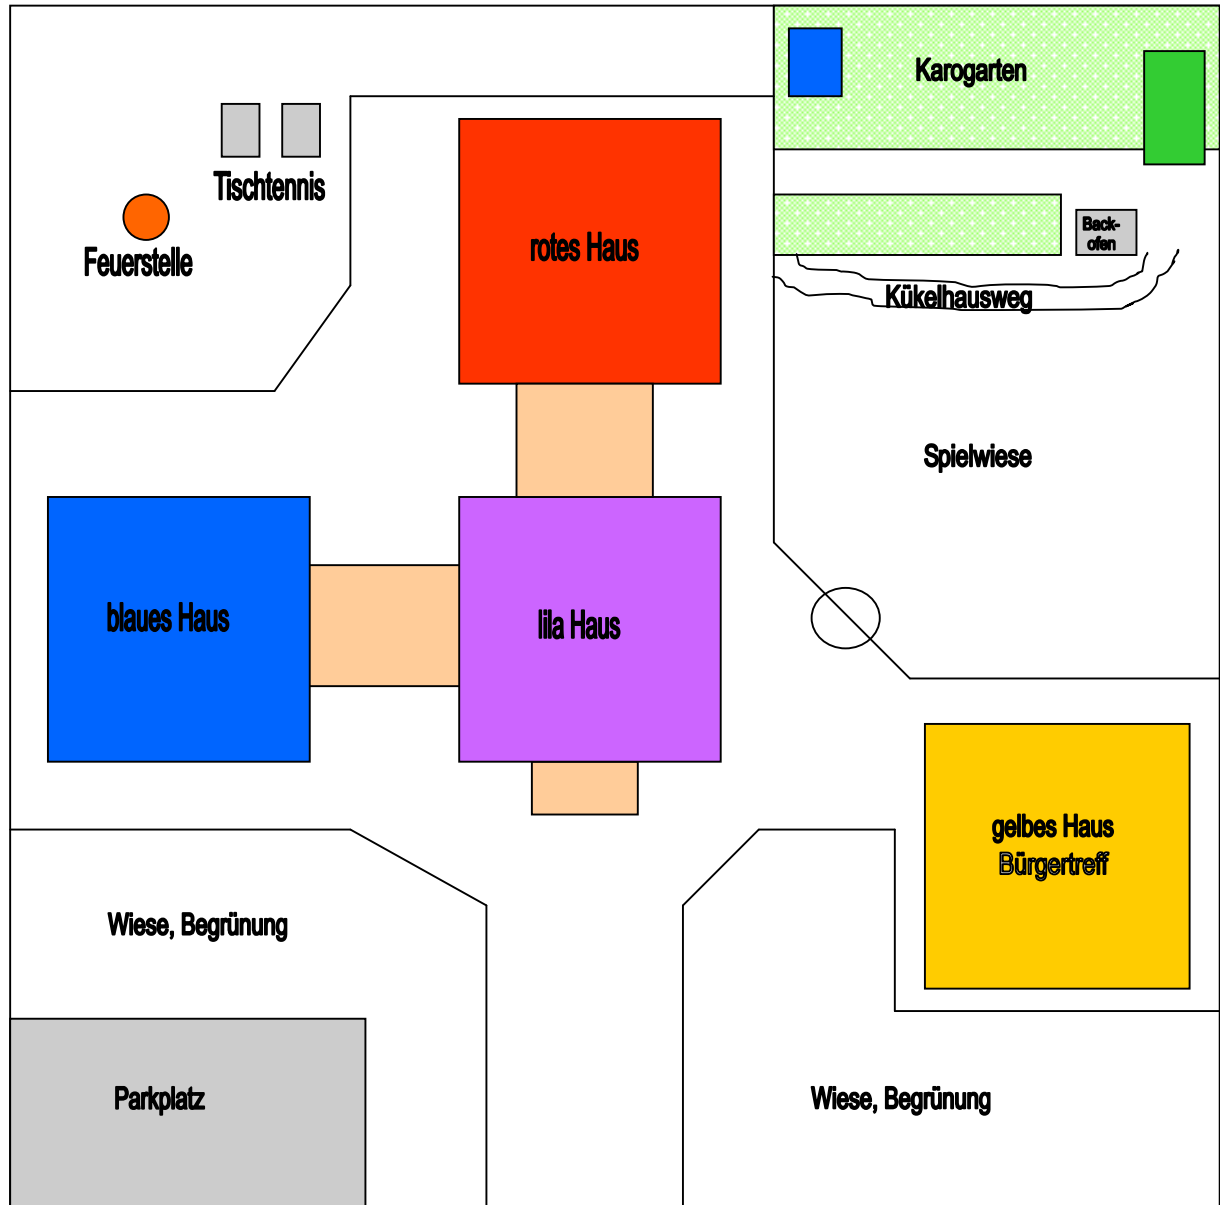 Karogarten
Tischtennis
Feuerstelle
rotes Haus
Back-
ofen
Kükelhausweg
Spielwiese
blaues Haus
lila Haus
gelbes Haus
Bürgertreff
Wiese, Begrünung
Parkplatz
Wiese, Begrünung